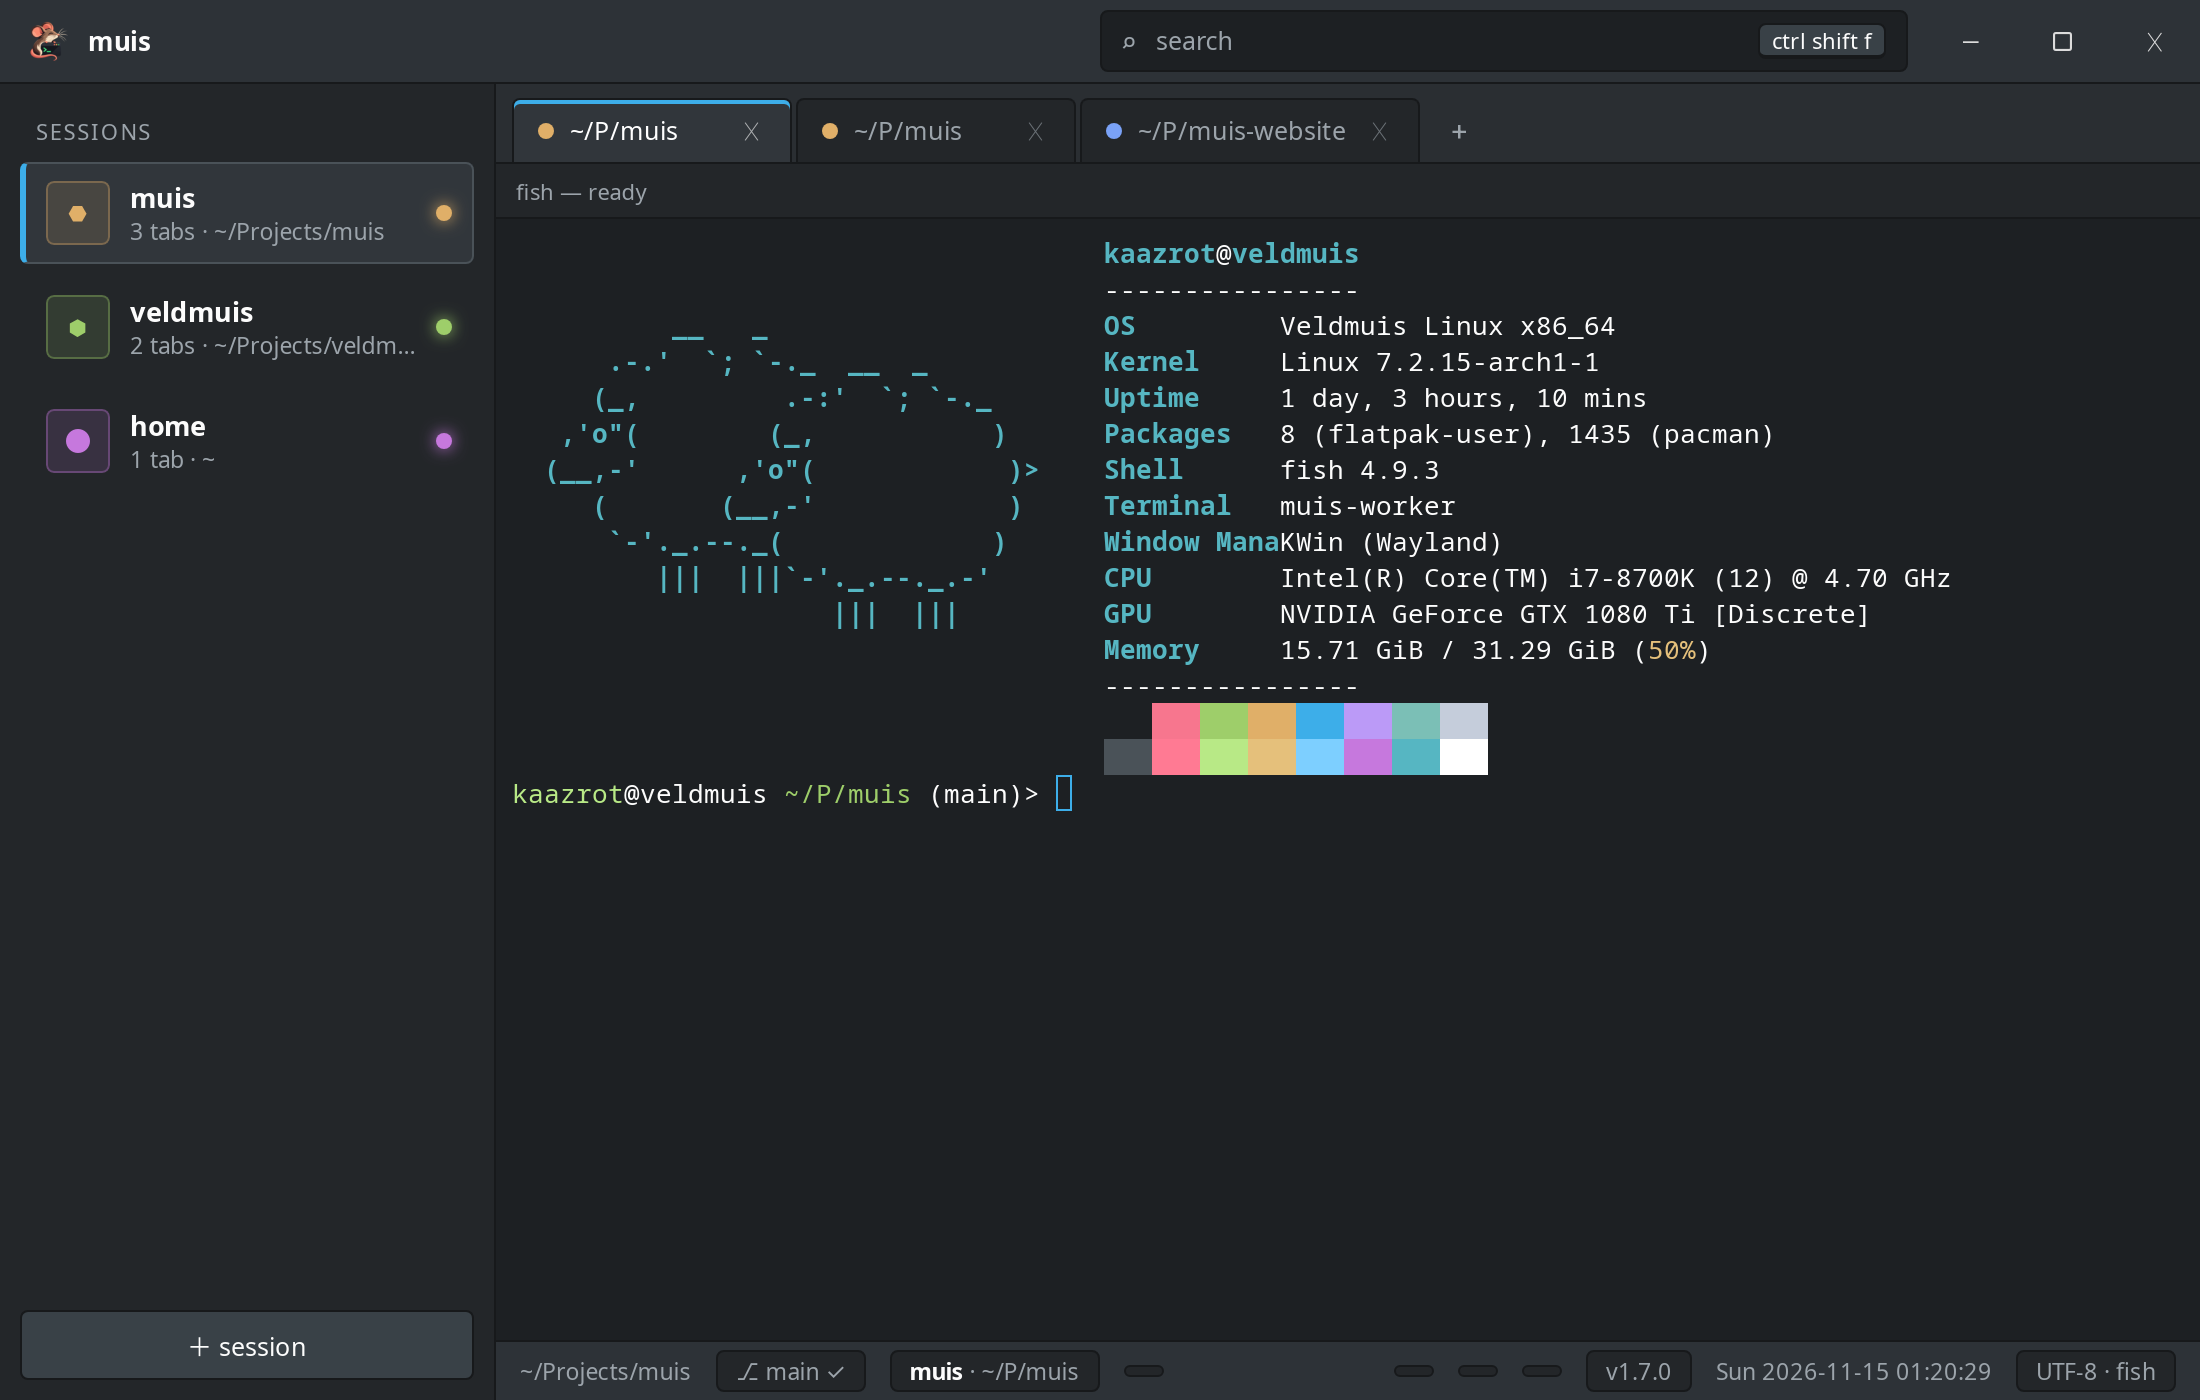 muis
search
ctrl shift f
SESSIONS
muis
3 tabs · ~/Projects/muis
veldmuis
2 tabs · ~/Projects/veldm...
home
1 tab · ~
+ session
~/P/muis
~/P/muis
~/P/muis-website
+
fish — ready
kaazrot@veldmuis
----------------
OS         Veldmuis Linux x86_64
Kernel     Linux 7.2.15-arch1-1
Uptime     1 day, 3 hours, 10 mins
Packages   8 (flatpak-user), 1435 (pacman)
Shell      fish 4.9.3
Terminal   muis-worker
Window ManaKWin (Wayland)
CPU        Intel(R) Core(TM) i7-8700K (12) @ 4.70 GHz
GPU        NVIDIA GeForce GTX 1080 Ti [Discrete]
Memory     15.71 GiB / 31.29 GiB (50%)
----------------
          __   _
      .-.'  `; `-._  __  _
     (_,         .-:'  `; `-._
   ,'o"(        (_,           )
  (__,-'      ,'o"(            )>
     (       (__,-'            )
      `-'._.--._(             )
         |||  |||`-'._.--._.-'
                    |||  |||
kaazrot@veldmuis ~/P/muis (main)>
~/Projects/muis
⎇ main ✓
muis · ~/P/muis
v1.7.0
Sun 2026-11-15 01:20:29
UTF-8 · fish